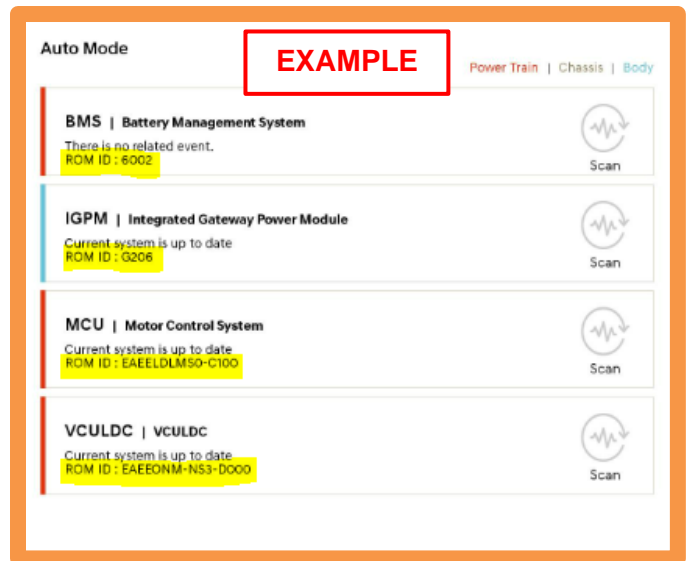 Auto Mode
EXAMPLE
Power Train | Chassis | Body
BMS | Battery Management System
There is no related event.
ROM ID : 6002
Scan
IGPM | Integrated Gateway Power Module
Current system is up to date
ROM ID : G206
Scan
MCU | Motor Control System
Current system is up to date
ROM ID : EAEELDLMS0-C100
Scan
VCULDC | VCULDC
Current system is up to date
ROM ID : EAEEONM-NS3-D000
Scan